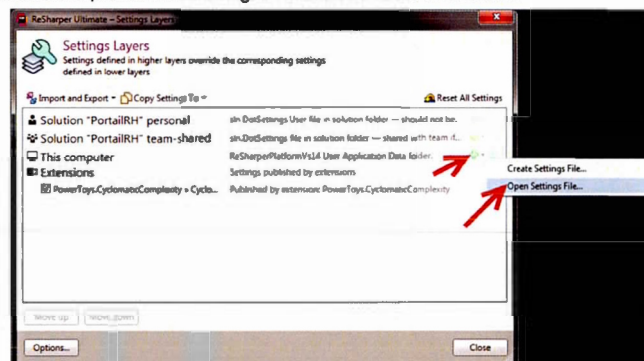 ReSharper Ultimate – Settings Layers
Settings Layers
Settings defined in higher layers override the corresponding settings
defined in lower layers
Import and Export Copy Settings To Reset All Settings
Solution "PortailRH" personal sln.DotSettings.User file in solution folder — should not be.
Solution "PortailRH" team-shared sln.DotSettings file in solution folder — shared with team if..
This computer ReSharperPlatformVs14 User Application Data folder.
Extensions Settings published by extensions
PowerToys.CyclomaticComplexity » Cyclo... Published by extension: PowerToys.CyclomaticComplexity
Create Settings File...
Open Settings File...
Move up Move down
Options... Close